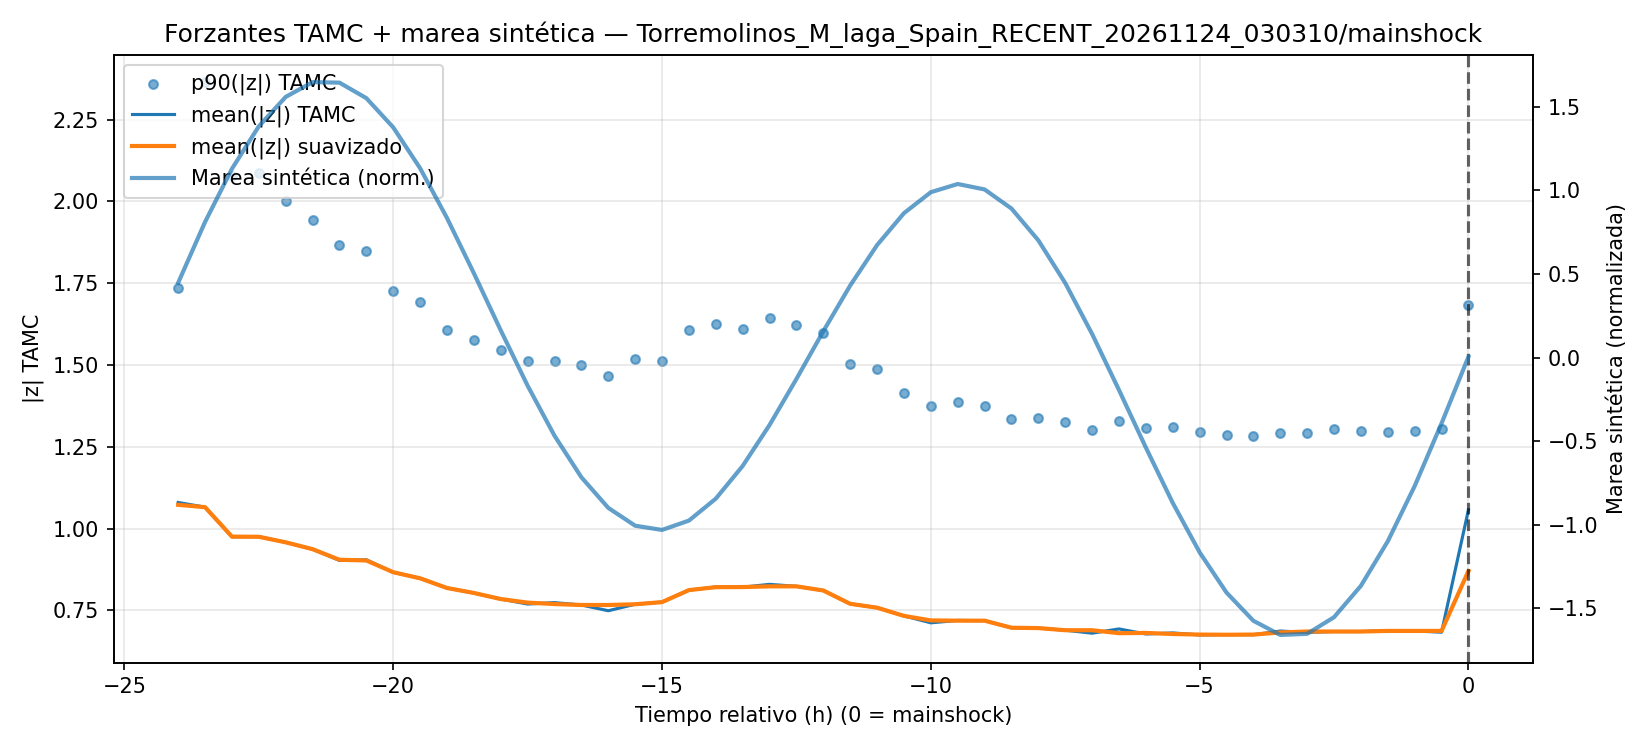 Forzantes TAMC + marea sintética — Torremolinos_M_laga_Spain_RECENT_20261124_030310/mainshock
p90(|z|) TAMC
mean(|z|) TAMC
mean(|z|) suavizado
Marea sintética (norm.)
|z| TAMC
2.25
2.00
1.75
1.50
1.25
1.00
0.75
1.5
1.0
0.5
0.0
−0.5
−1.0
−1.5
Marea sintética (normalizada)
−25
−20
−15
−10
−5
0
Tiempo relativo (h) (0 = mainshock)